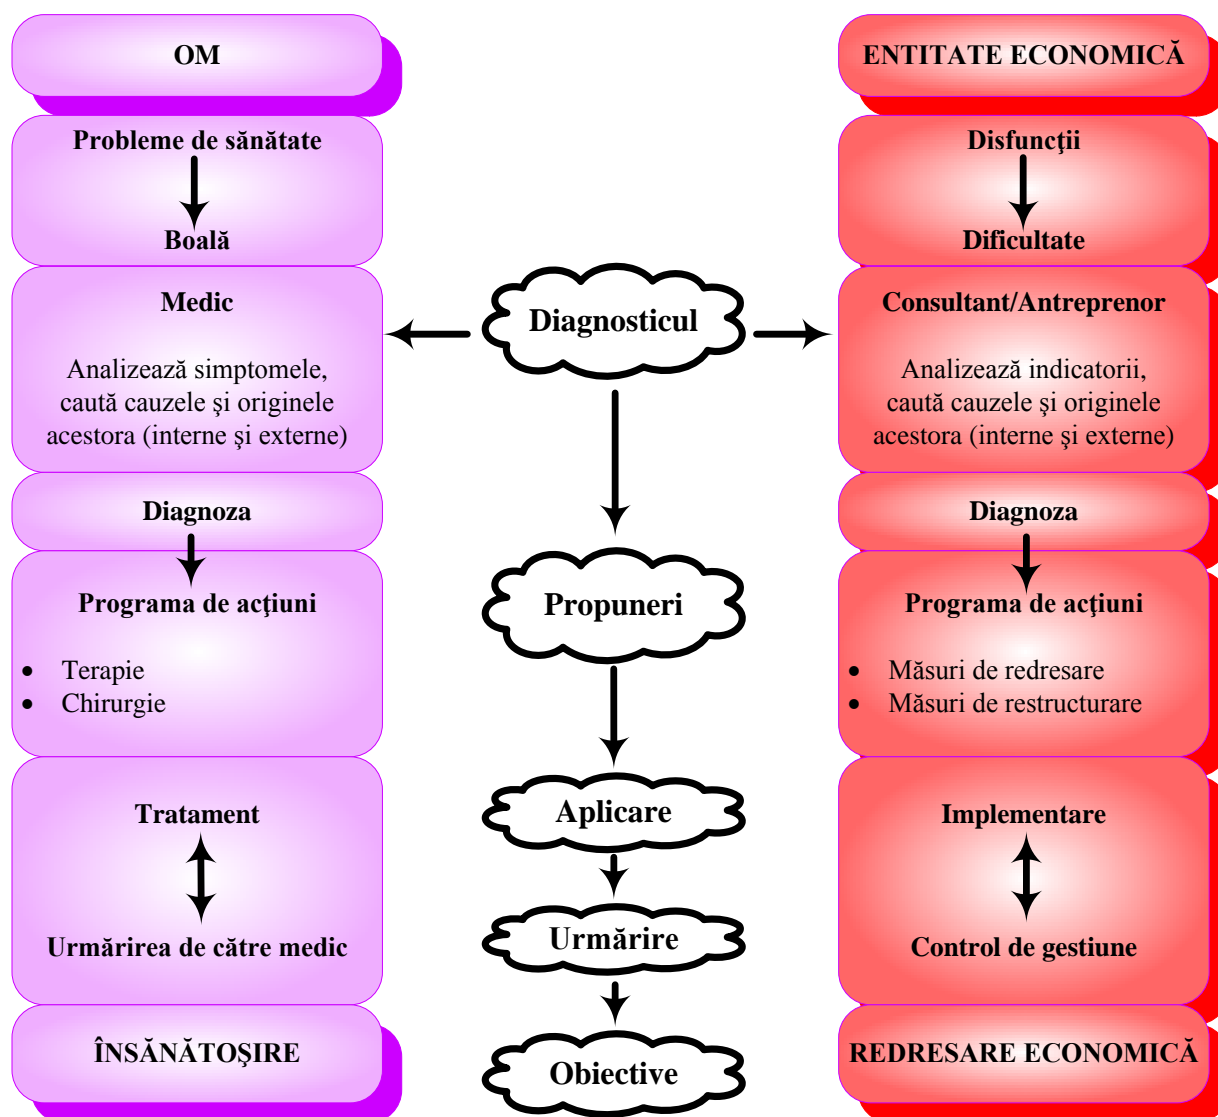 OM
Probleme de sănătate
Boală
Medic
Analizează simptomele,
caută cauzele şi originele
acestora (interne şi externe)
Diagnoza
Programa de acţiuni
• Terapie
• Chirurgie
Tratament
Urmărirea de către medic
ÎNSĂNĂTOŞIRE
Diagnosticul
Propuneri
Aplicare
Urmărire
Obiective
ENTITATE ECONOMICĂ
Disfuncţii
Dificultate
Consultant/Antreprenor
Analizează indicatorii,
caută cauzele şi originele
acestora (interne şi externe)
Diagnoza
Programa de acţiuni
• Măsuri de redresare
• Măsuri de restructurare
Implementare
Control de gestiune
REDRESARE ECONOMICĂ